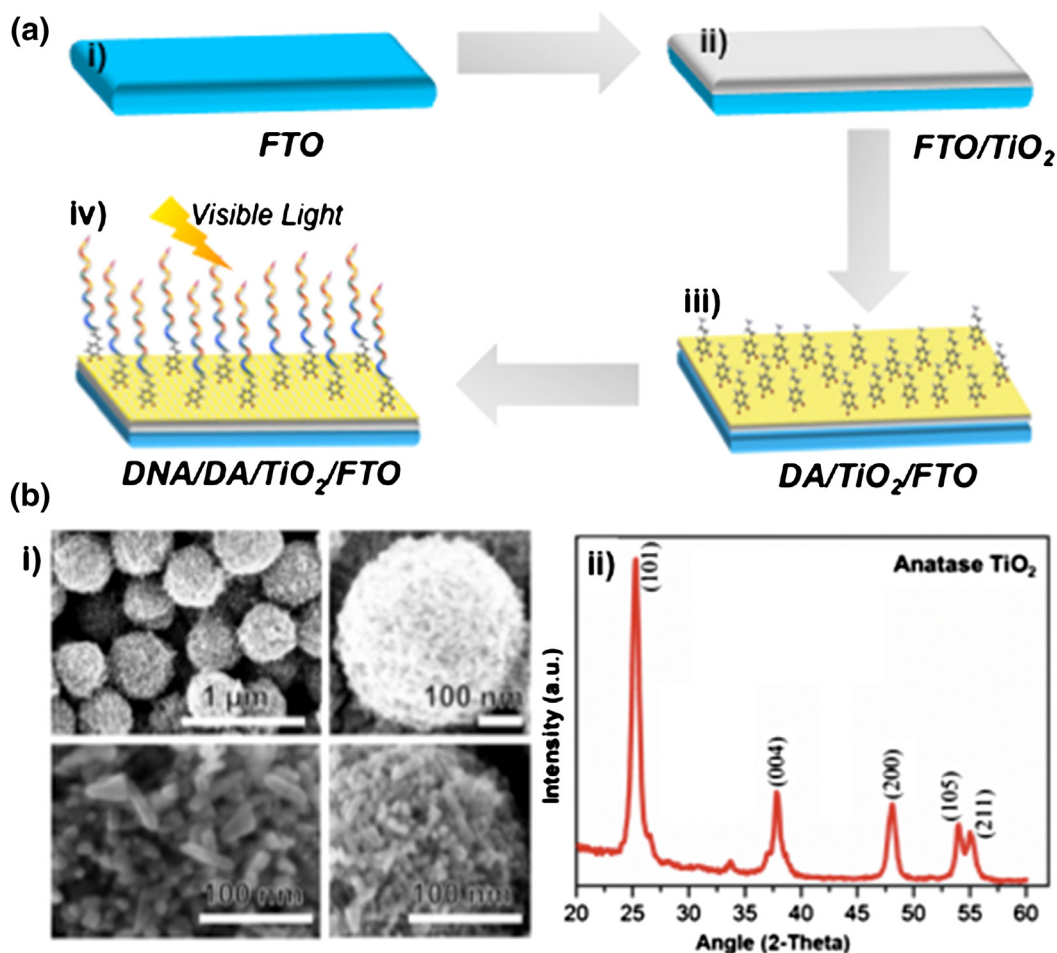 (a)
i)
FTO
ii)
FTO/TiO₂
iv)
Visible Light
DNA/DA/TiO₂/FTO
iii)
DA/TiO₂/FTO
(b)
i)
1 µm
100 nm
100 nm
100 nm
ii)
Anatase TiO₂
(101)
(004)
(200)
(105)
(211)
Intensity (a.u.)
20 25 30 35 40 45 50 55 60
Angle (2-Theta)